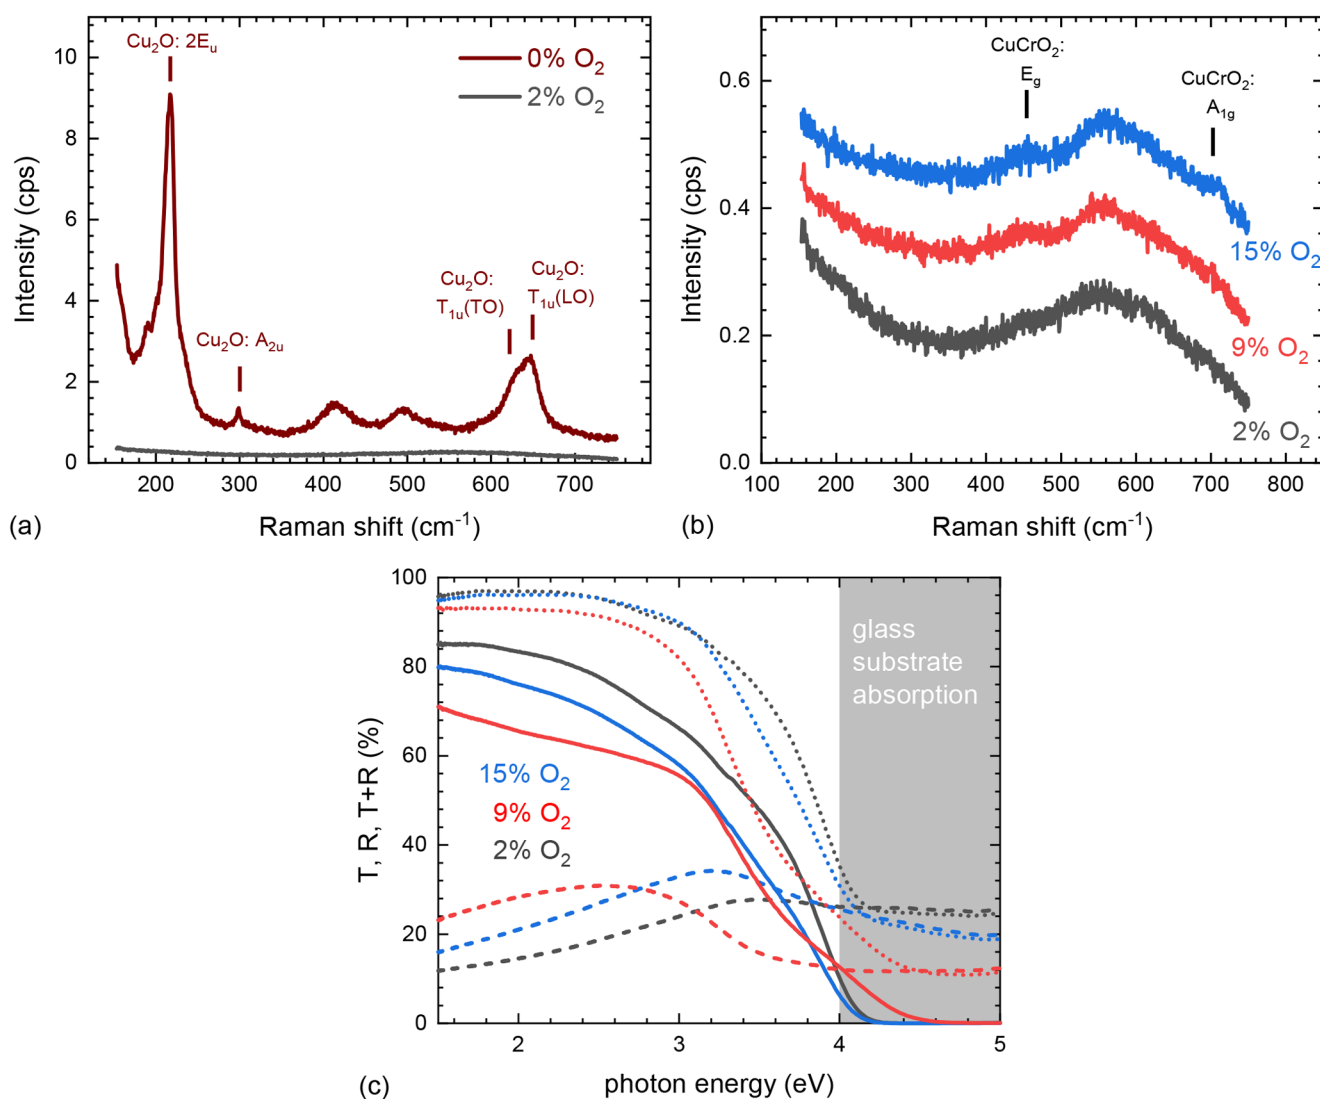 Cu₂O: 2Eᵤ
0% O₂
2% O₂
Cu₂O: A₂ᵤ
Cu₂O:
T₁ᵤ(TO)
Cu₂O:
T₁ᵤ(LO)
Intensity (cps)
10
8
6
4
2
0
200 300 400 500 600 700
Raman shift (cm⁻¹)
(a)
CuCrO₂:
E_g
CuCrO₂:
A₁g
15% O₂
9% O₂
2% O₂
Intensity (cps)
0.6
0.4
0.2
0.0
100 200 300 400 500 600 700 800
Raman shift (cm⁻¹)
(b)
glass
substrate
absorption
15% O₂
9% O₂
2% O₂
T, R, T+R (%)
100
80
60
40
20
0
2 3 4 5
photon energy (eV)
(c)